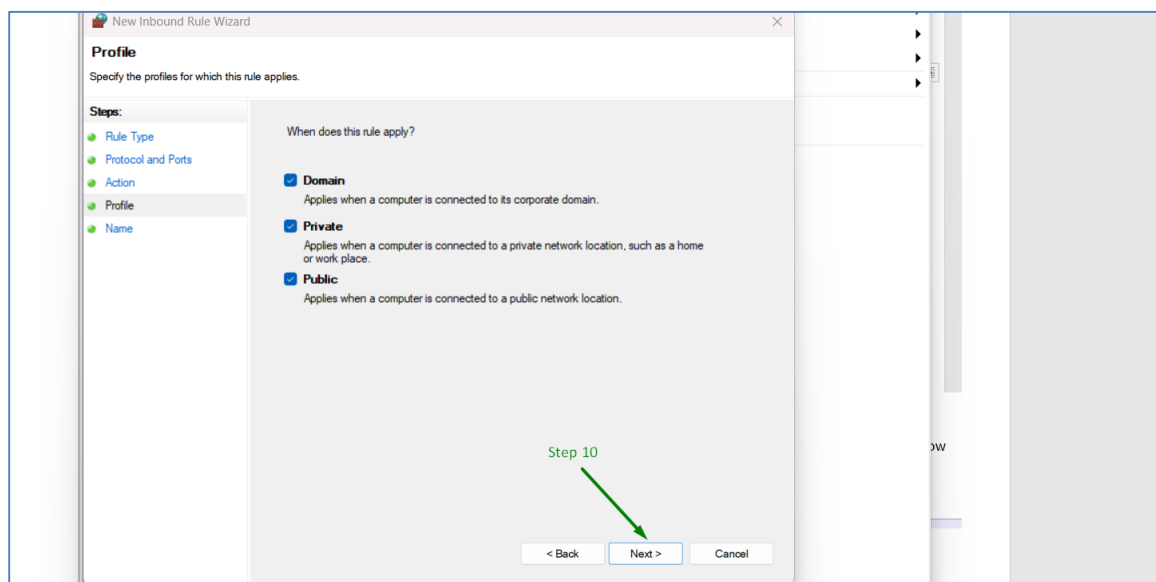 New Inbound Rule Wizard
Profile
Specify the profiles for which this rule applies.
Steps:
Rule Type
Protocol and Ports
Action
Profile
Name
When does this rule apply?
Domain
Applies when a computer is connected to its corporate domain.
Private
Applies when a computer is connected to a private network location, such as a home
or work place.
Public
Applies when a computer is connected to a public network location.
Step 10
< Back
Next >
Cancel